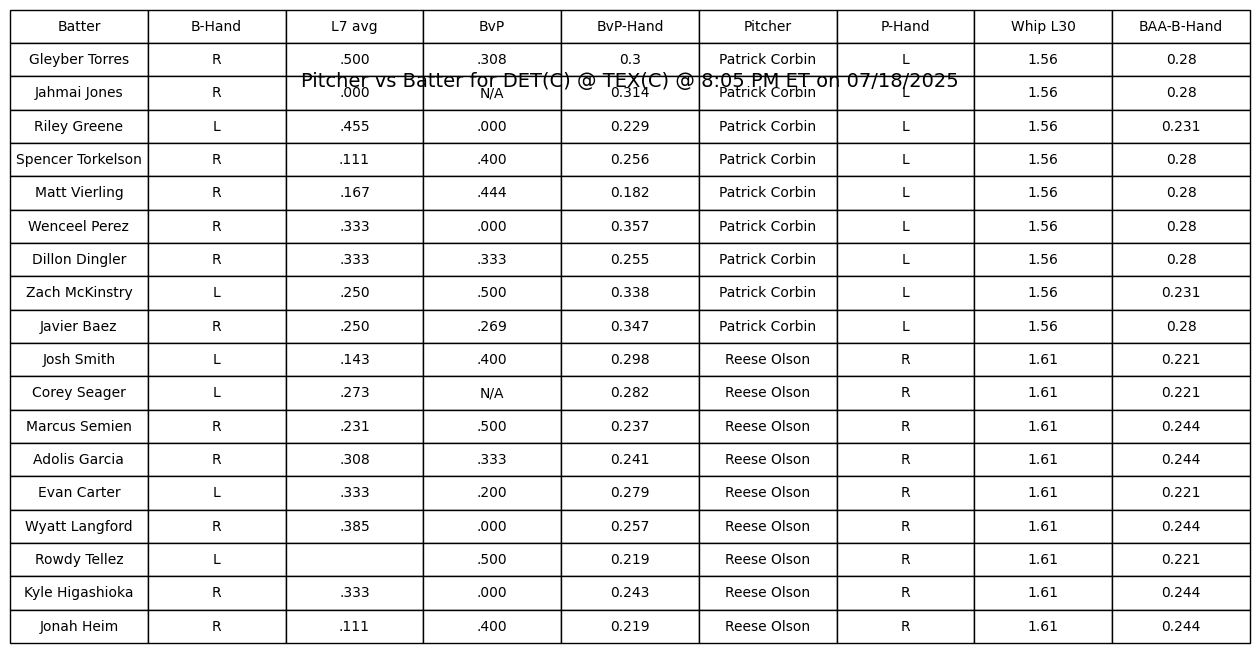 Batter B-Hand L7 avg BvP BvP-Hand Pitcher P-Hand Whip L30 BAA-B-Hand
Gleyber Torres R .500 .308 0.3 Patrick Corbin L 1.56 0.28
Pitcher vs Batter for DET(C) @ TEX(C) @ 8:05 PM ET on 07/18/2025
Jahmai Jones R .000 N/A 0.314 Patrick Corbin L 1.56 0.28
Riley Greene L .455 .000 0.229 Patrick Corbin L 1.56 0.231
Spencer Torkelson R .111 .400 0.256 Patrick Corbin L 1.56 0.28
Matt Vierling R .167 .444 0.182 Patrick Corbin L 1.56 0.28
Wenceel Perez R .333 .000 0.357 Patrick Corbin L 1.56 0.28
Dillon Dingler R .333 .333 0.255 Patrick Corbin L 1.56 0.28
Zach McKinstry L .250 .500 0.338 Patrick Corbin L 1.56 0.231
Javier Baez R .250 .269 0.347 Patrick Corbin L 1.56 0.28
Josh Smith L .143 .400 0.298 Reese Olson R 1.61 0.221
Corey Seager L .273 N/A 0.282 Reese Olson R 1.61 0.221
Marcus Semien R .231 .500 0.237 Reese Olson R 1.61 0.244
Adolis Garcia R .308 .333 0.241 Reese Olson R 1.61 0.244
Evan Carter L .333 .200 0.279 Reese Olson R 1.61 0.221
Wyatt Langford R .385 .000 0.257 Reese Olson R 1.61 0.244
Rowdy Tellez L .500 0.219 Reese Olson R 1.61 0.221
Kyle Higashioka R .333 .000 0.243 Reese Olson R 1.61 0.244
Jonah Heim R .111 .400 0.219 Reese Olson R 1.61 0.244